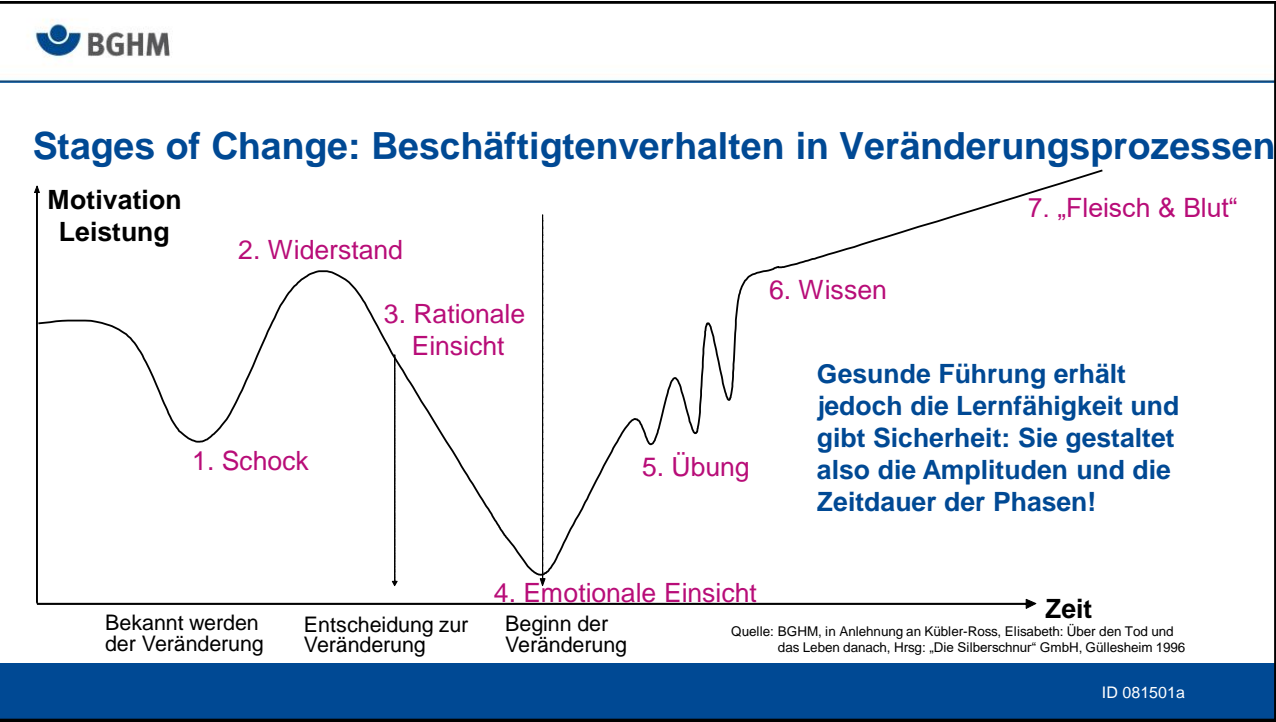 BGHM
Stages of Change: Beschäftigtenverhalten in Veränderungsprozessen
Motivation
Leistung
2. Widerstand
3. Rationale
Einsicht
1. Schock
4. Emotionale Einsicht
5. Übung
6. Wissen
7. „Fleisch & Blut“
Gesunde Führung erhält
jedoch die Lernfähigkeit und
gibt Sicherheit: Sie gestaltet
also die Amplituden und die
Zeitdauer der Phasen!
Zeit
Bekannt werden
der Veränderung
Entscheidung zur
Veränderung
Beginn der
Veränderung
Quelle: BGHM, in Anlehnung an Kübler-Ross, Elisabeth: Über den Tod und
das Leben danach, Hrsg: „Die Silberschnur“ GmbH, Güllesheim 1996
ID 081501a